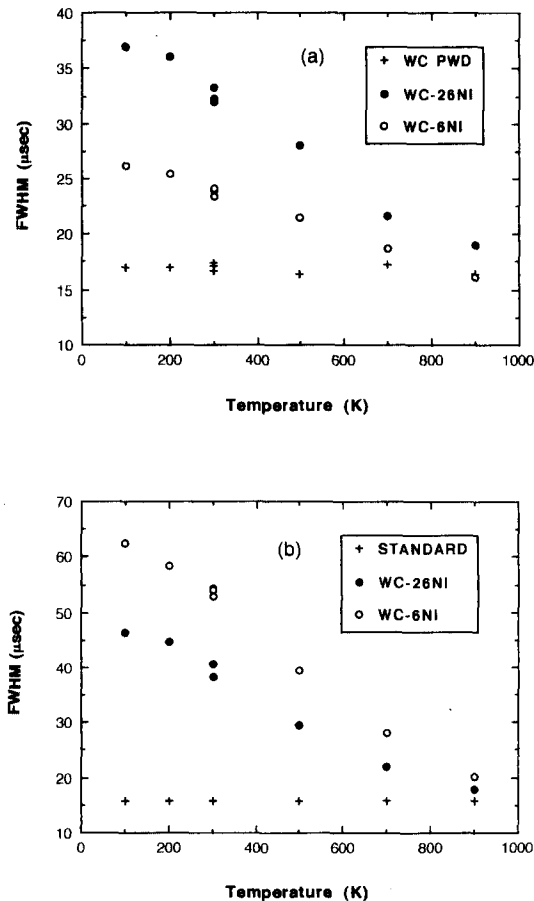 40
35
30
25
20
15
10
FWHM (μsec)
(a)
+ WC PWD
● WC-26NI
○ WC-6NI
0 200 400 600 800 1000
Temperature (K)
70
60
50
40
30
20
10
FWHM (μsec)
(b)
+ STANDARD
● WC-26NI
○ WC-6NI
0 200 400 600 800 1000
Temperature (K)